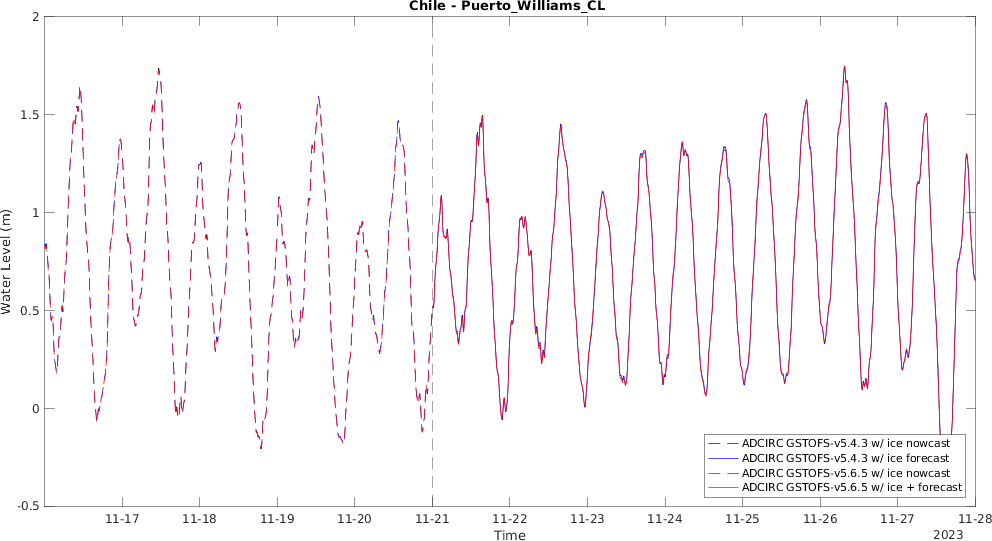 Chile - Puerto_Williams_CL
2
1.5
1
0.5
0
-0.5
Water Level (m)
ADCIRC GSTOFS-v5.4.3 w/ ice nowcast
ADCIRC GSTOFS-v5.4.3 w/ ice forecast
ADCIRC GSTOFS-v5.6.5 w/ ice nowcast
ADCIRC GSTOFS-v5.6.5 w/ ice + forecast
11-17 11-18 11-19 11-20 11-21 11-22 11-23 11-24 11-25 11-26 11-27 11-28
Time
2023